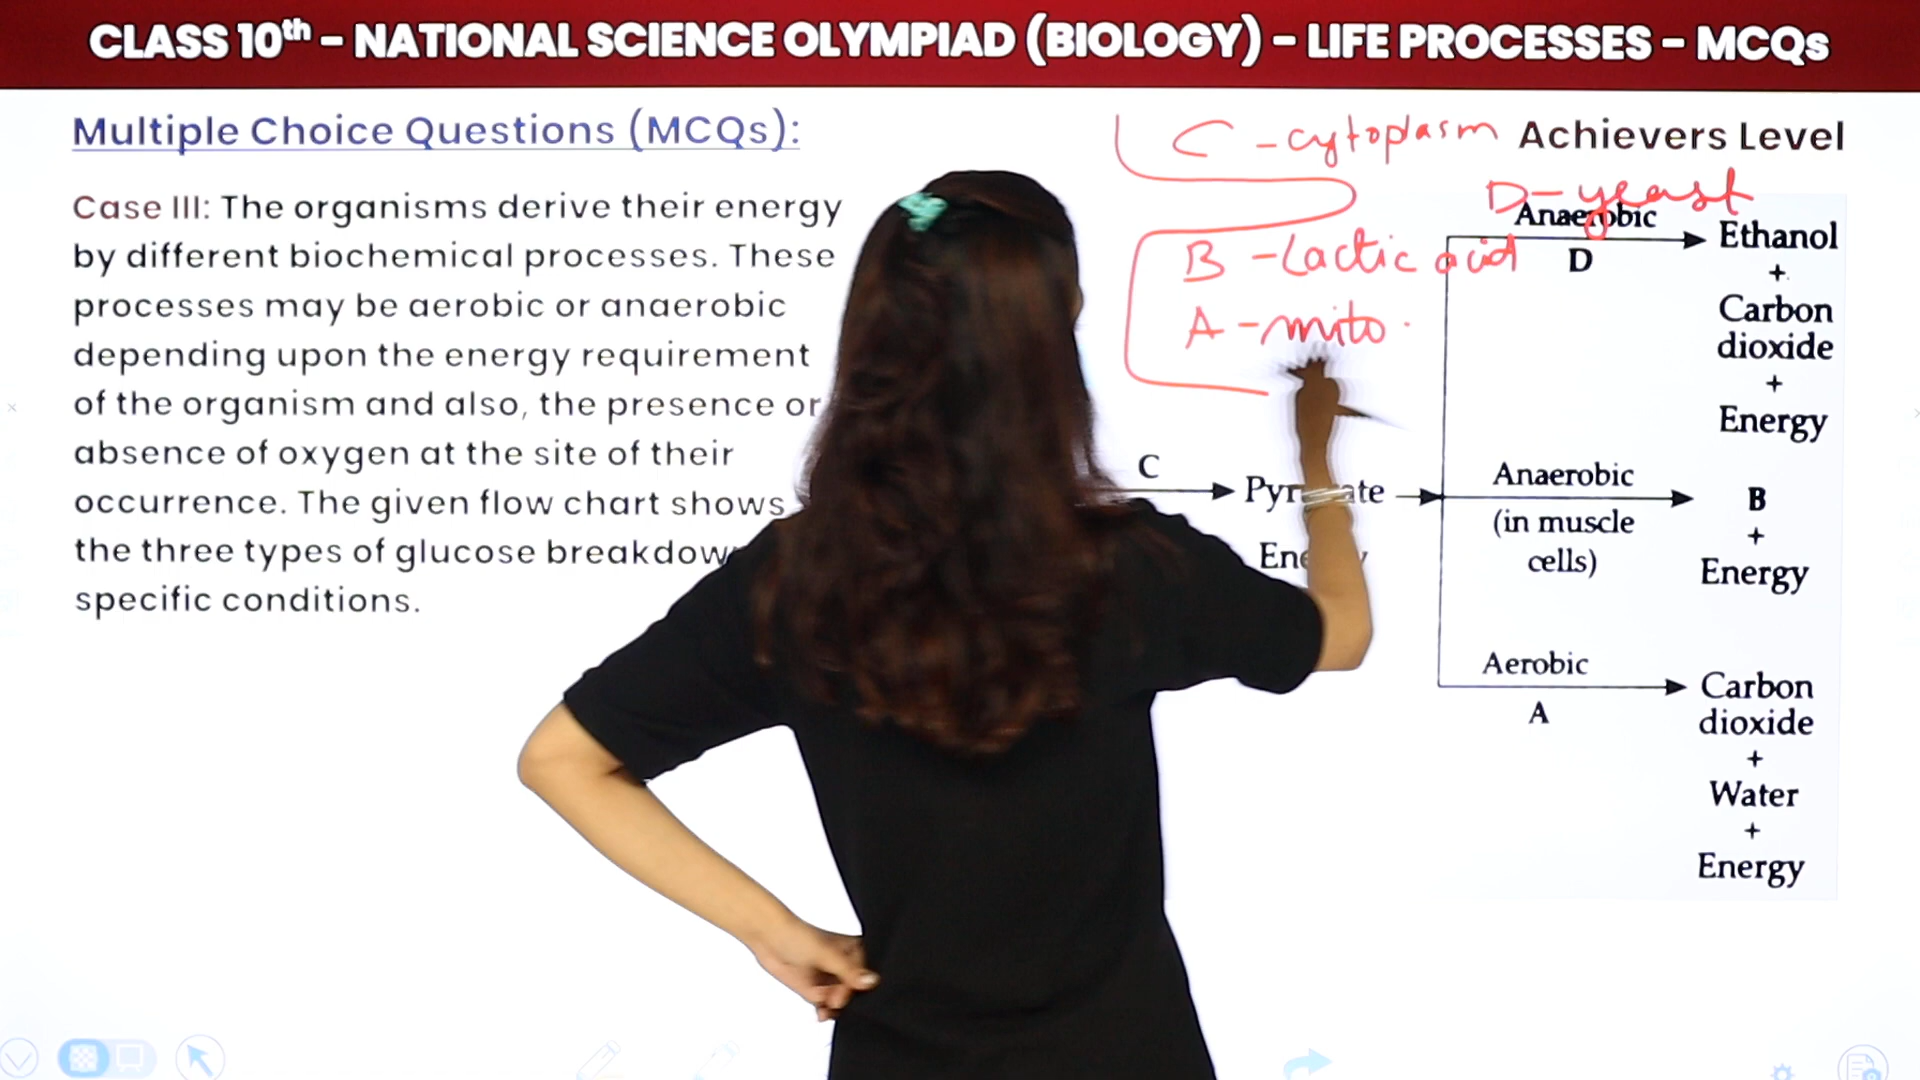 CLASS 10th - NATIONAL SCIENCE OLYMPIAD (BIOLOGY) - LIFE PROCESSES - MCQs
Multiple Choice Questions (MCQs):
Achievers Level
Case III: The organisms derive their energy
by different biochemical processes. These
processes may be aerobic or anaerobic
depending upon the energy requirement
of the organism and also, the presence or
absence of oxygen at the site of their
occurrence. The given flow chart shows
the three types of glucose
specific conditions.
C - cytoplasm
D - yeast
B - Lactic acid
A - mito.
C
Anaerobic
D
Ethanol
+
Carbon
dioxide
+
Energy
Anaerobic
(in muscle
cells)
B
+
Energy
Aerobic
A
Carbon
dioxide
+
Water
+
Energy